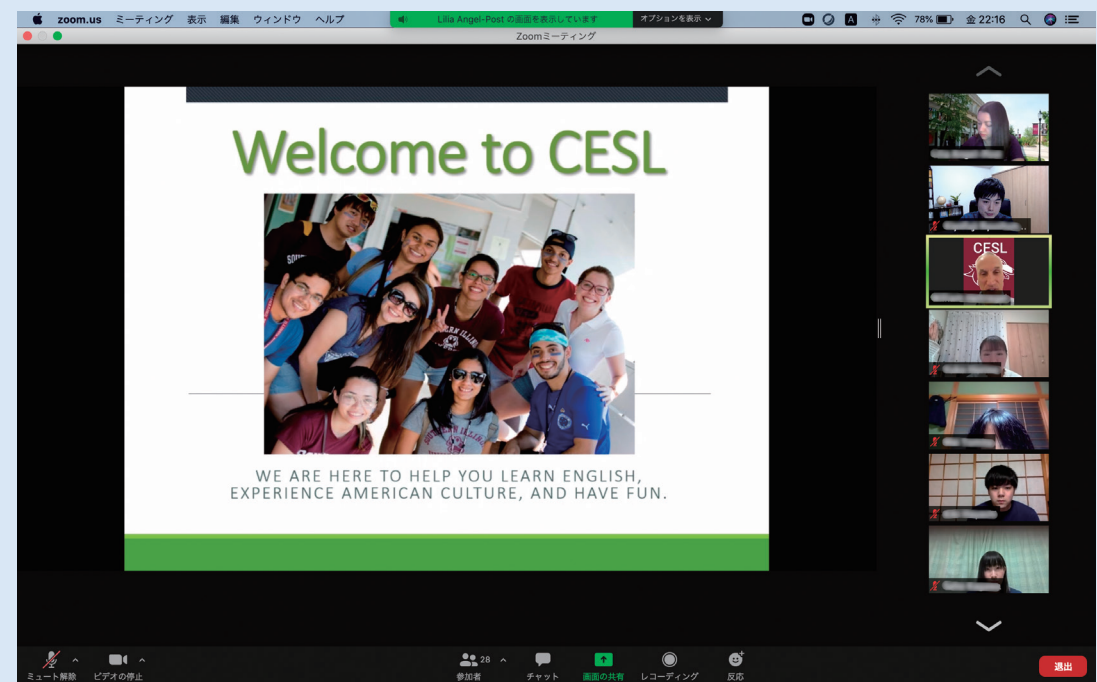 zoom.us ミーティング 表示 編集 ウィンドウ ヘルプ
Lilia Angel-Post の画面を表示しています オプションを表示
A 78% 金 22:16
Zoomミーティング
Welcome to CESL
WE ARE HERE TO HELP YOU LEARN ENGLISH,
EXPERIENCE AMERICAN CULTURE, AND HAVE FUN.
CESL
ミュート解除 ビデオの停止 参加者 28 チャット 画面の共有 レコーディング 反応 退出